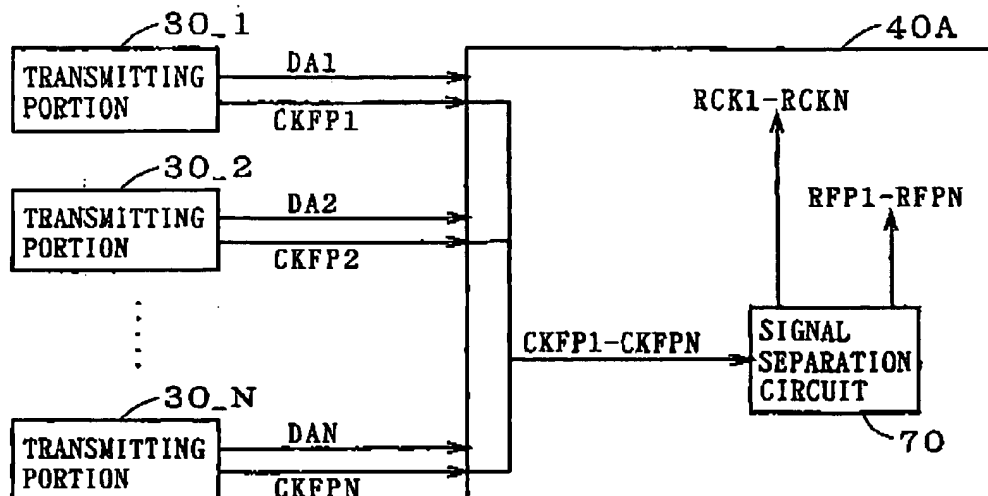 30_1
40A
TRANSMITTING
PORTION
DA1
CKFP1
RCK1-RCKN
30_2
RFP1-RFPN
TRANSMITTING
PORTION
DA2
CKFP2
CKFP1-CKFPN
SIGNAL
SEPARATION
CIRCUIT
30_N
70
TRANSMITTING
PORTION
DAN
CKFPN